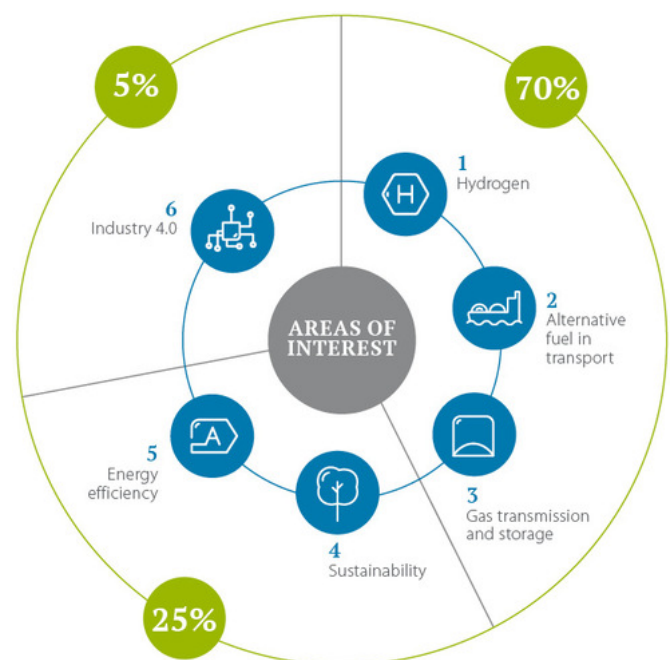 5%
70%
1
Hydrogen
H
6
Industry 4.0
2
Alternative
fuel in
transport
AREAS OF
INTEREST
A
5
Energy
efficiency
3
Gas transmission
and storage
4
Sustainability
25%